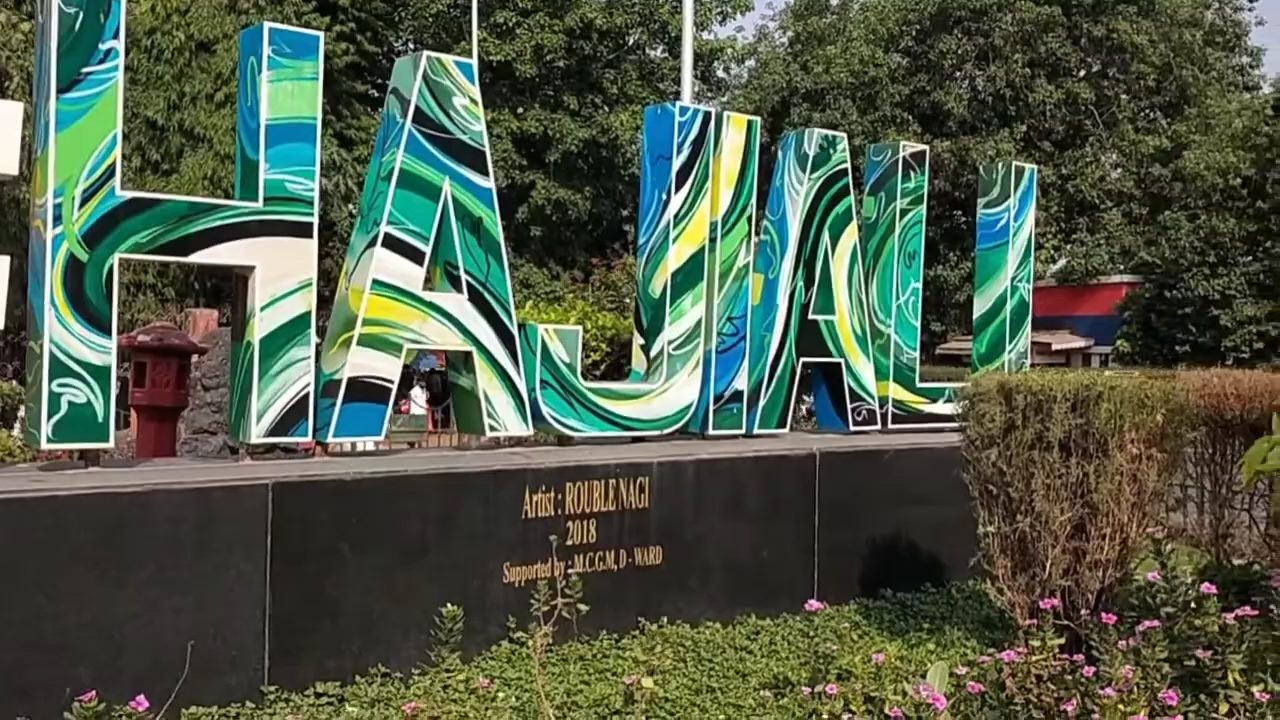 HAJIALI
Artist : ROUBLE NAGI
2018
Supported by : M.C.G.M, D - WARD